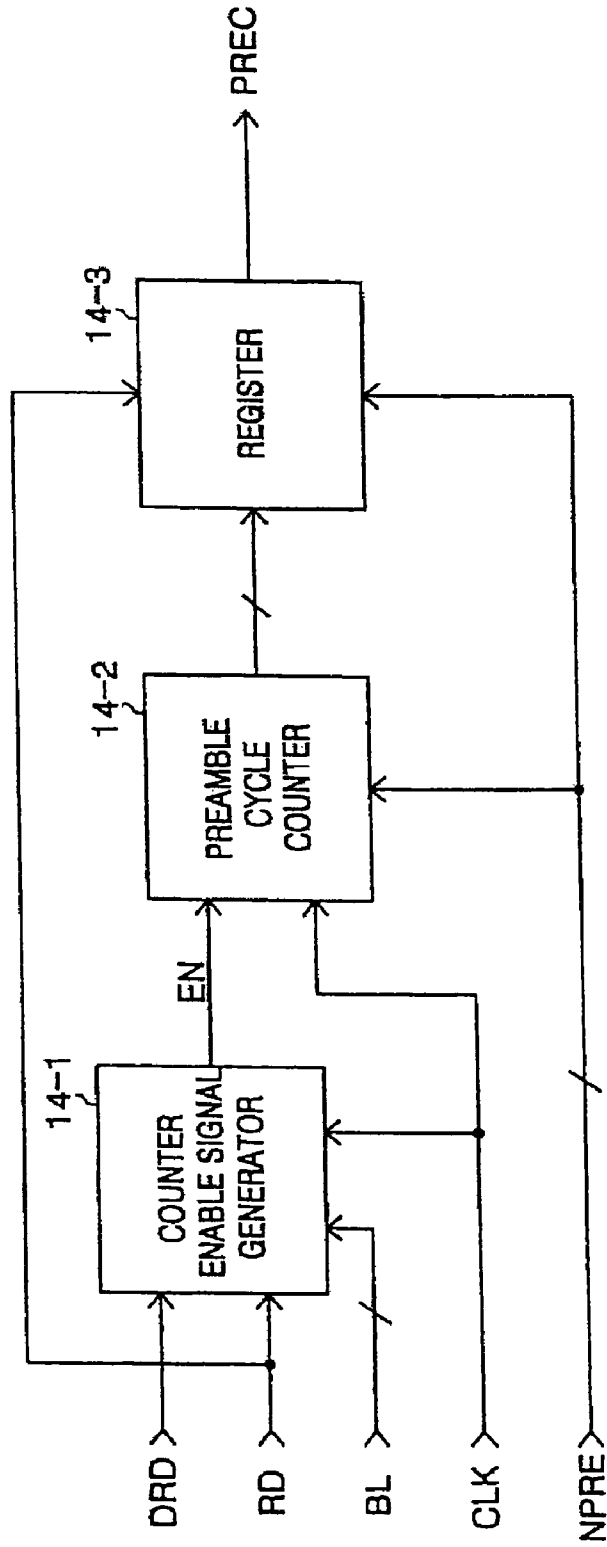 DRD
RD
BL
CLK
NPRE
14-1
COUNTER
ENABLE SIGNAL
GENERATOR
EN
14-2
PREAMBLE
CYCLE
COUNTER
14-3
REGISTER
PREC